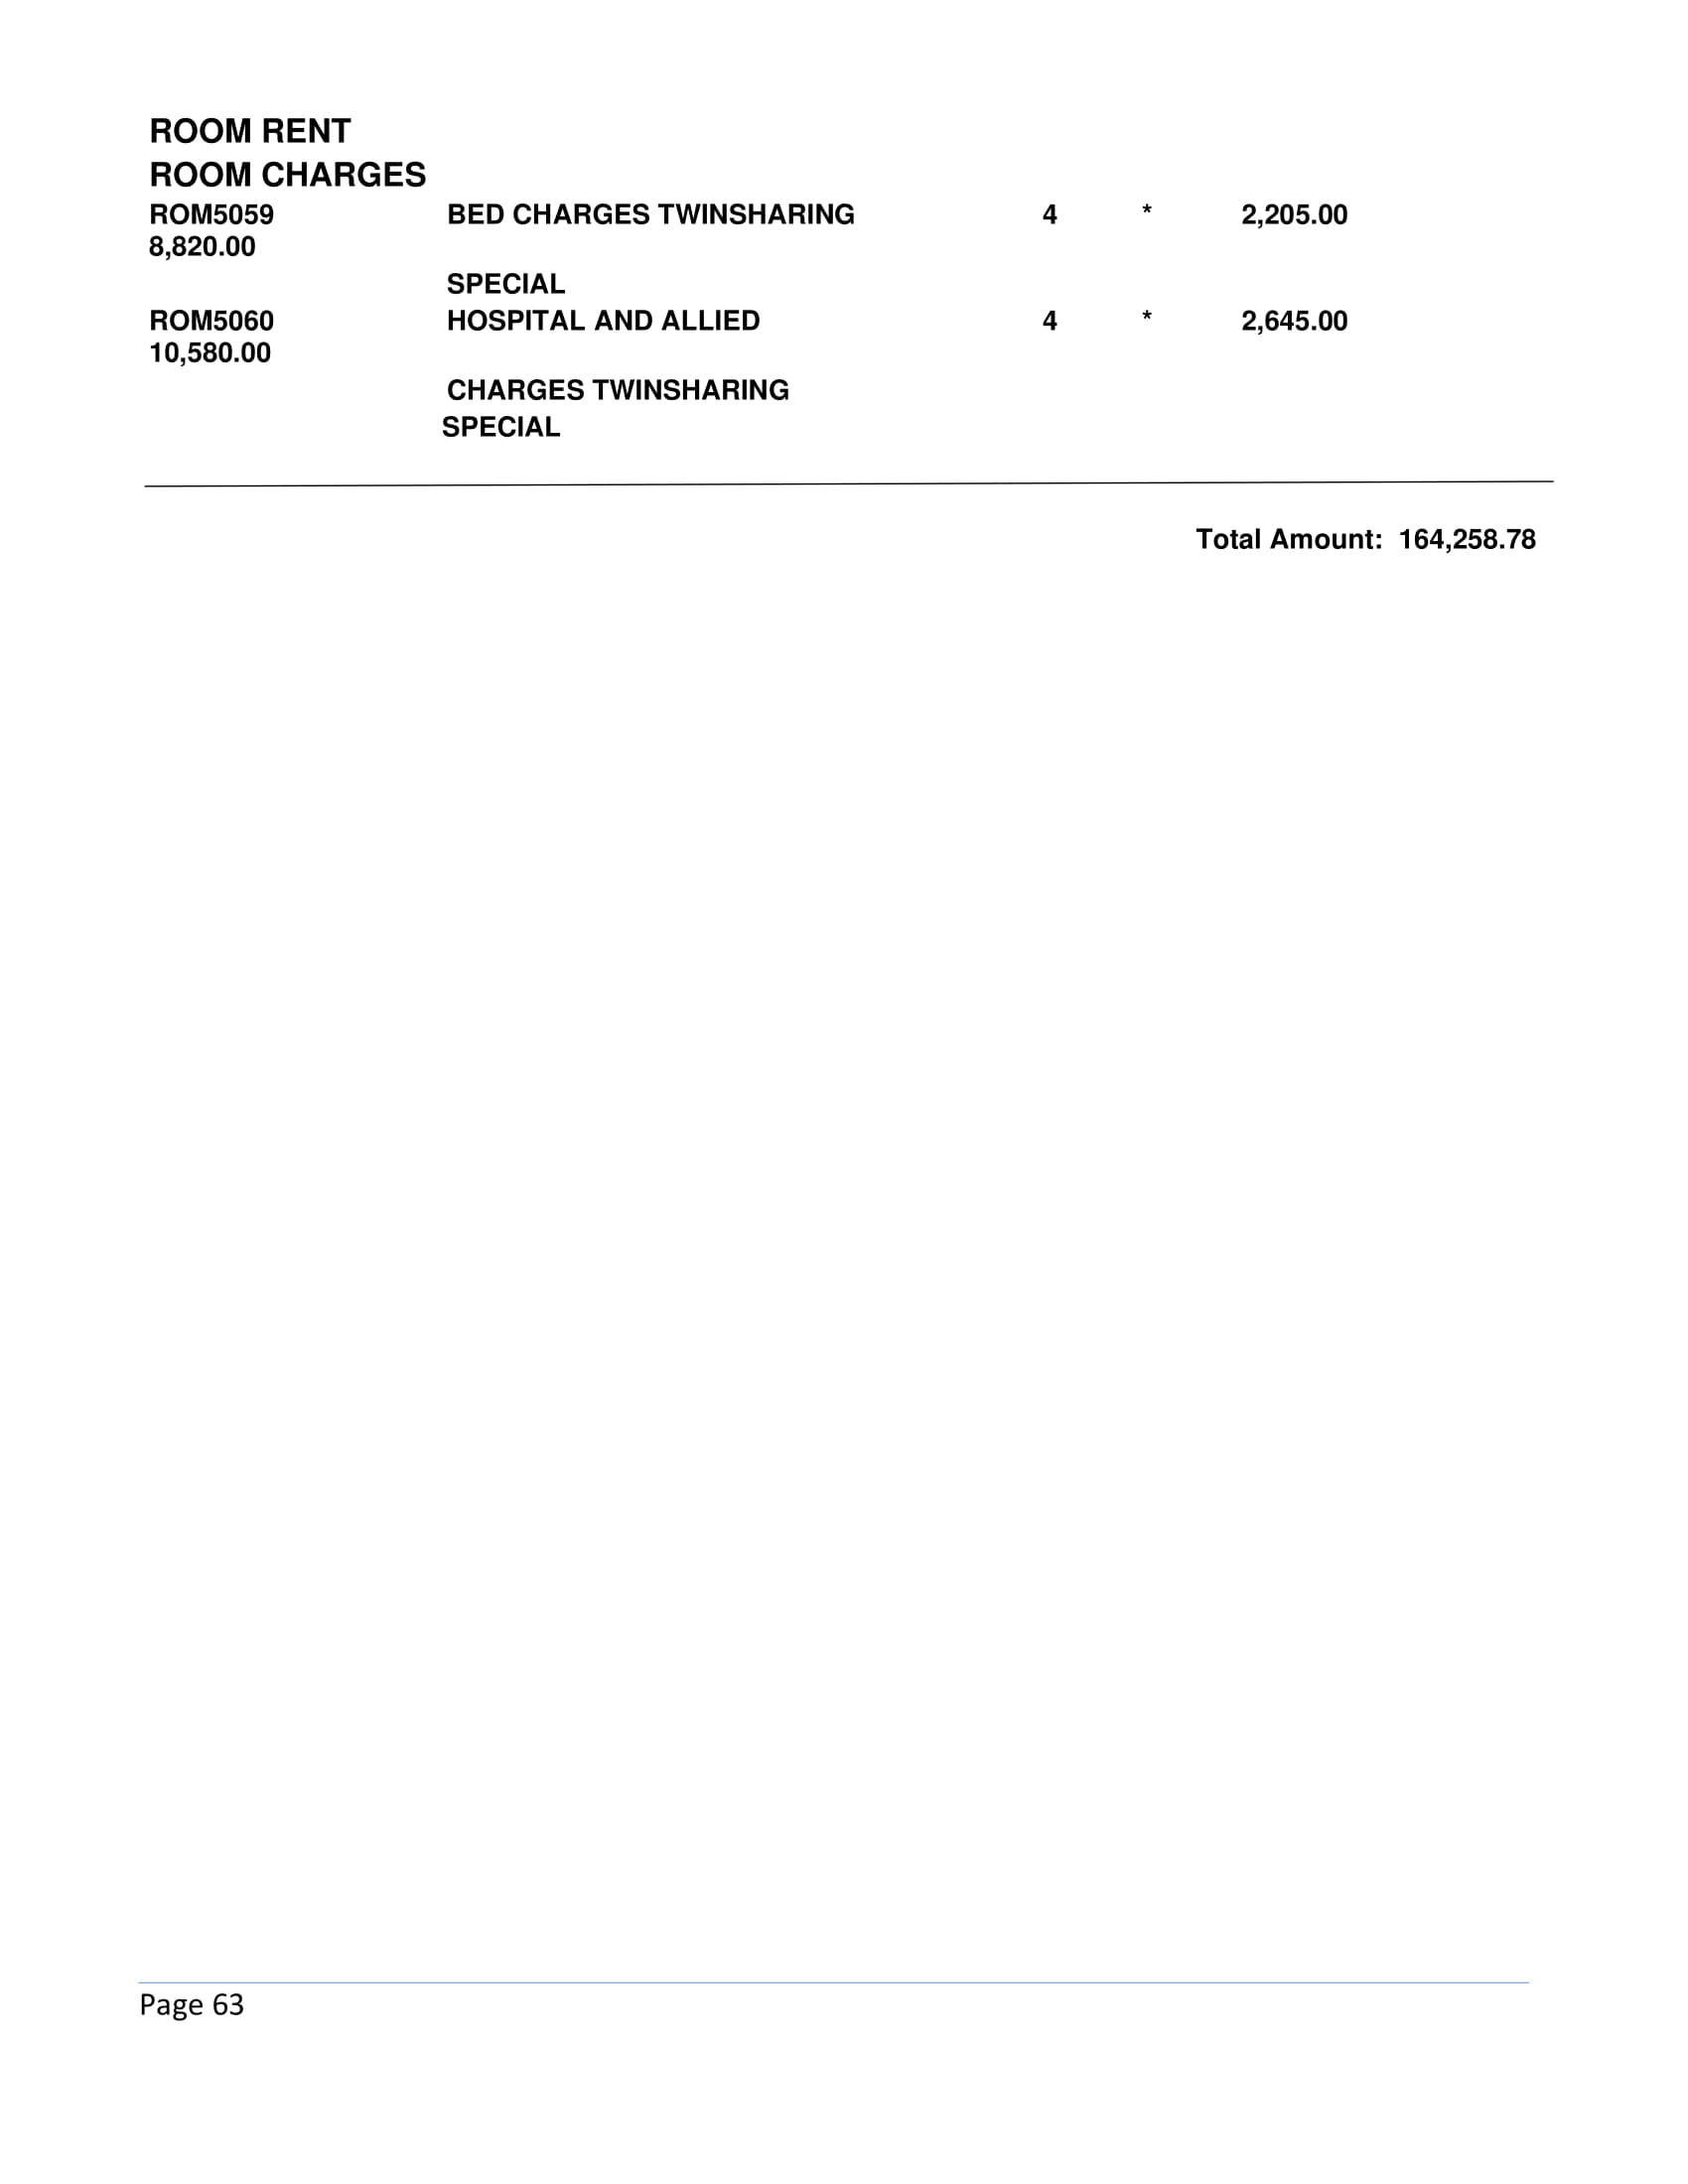 ROOM RENT
ROOM CHARGES
ROM5059 BED CHARGES TWINSHARING 4 * 2,205.00
8,820.00
SPECIAL
ROM5060 HOSPITAL AND ALLIED 4 * 2,645.00
10,580.00
CHARGES TWINSHARING
SPECIAL
Total Amount: 164,258.78
Page 63